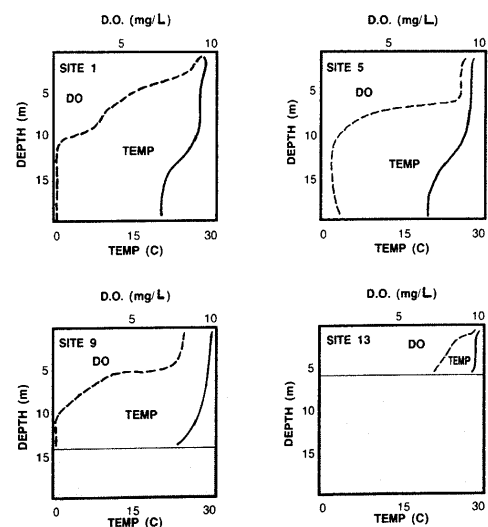 D.O. (mg/L)
5 10
SITE 1
DO
TEMP
DEPTH (m)
5
10
15
0 15 30
TEMP (C)
D.O. (mg/L)
5 10
SITE 5
DO
TEMP
DEPTH (m)
5
10
15
0 15 30
TEMP (C)
D.O. (mg/L)
5 10
SITE 9
DO
TEMP
DEPTH (m)
5
10
15
0 15 30
TEMP (C)
D.O. (mg/L)
5 10
SITE 13
DO
TEMP
DEPTH (m)
5
10
15
0 15 30
TEMP (C)